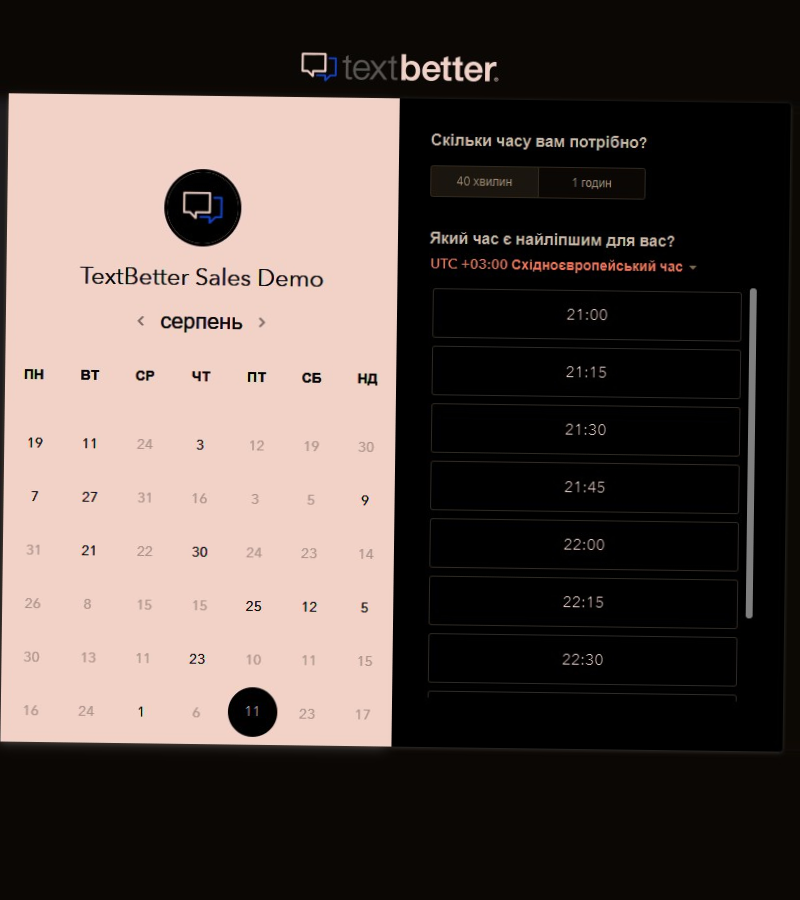 textbetter.
TextBetter Sales Demo
серпень
ПН ВТ СР ЧТ ПТ СБ НД
19 11 24 3 12 19 30
7 27 31 16 3 5 9
31 21 22 30 24 23 14
26 8 15 15 25 12 5
30 13 11 23 10 11 15
16 24 1 6 11 23 17
Скільки часу вам потрібно?
40 хвилин 1 годин
Який час є найліпшим для вас?
UTC +03:00 Східноєвропейський час
21:00
21:15
21:30
21:45
22:00
22:15
22:30